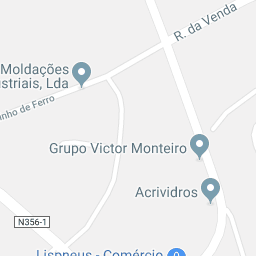 R. da Venda
Moldações
striais, Lda
nho de Ferro
Grupo Victor Monteiro
Acrividros
N356-1
Lispneus - Comércio